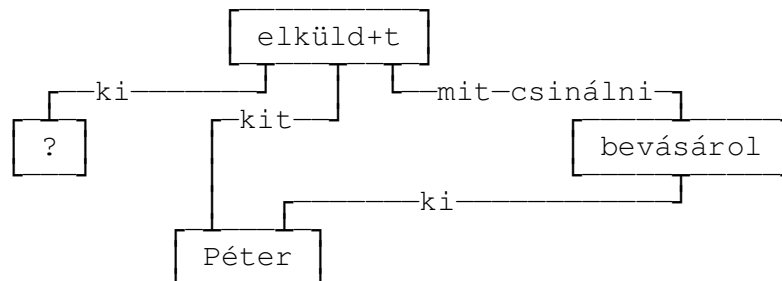 elküld+t
ki
mit-csinálni
?
kit
bevásárol
ki
Péter